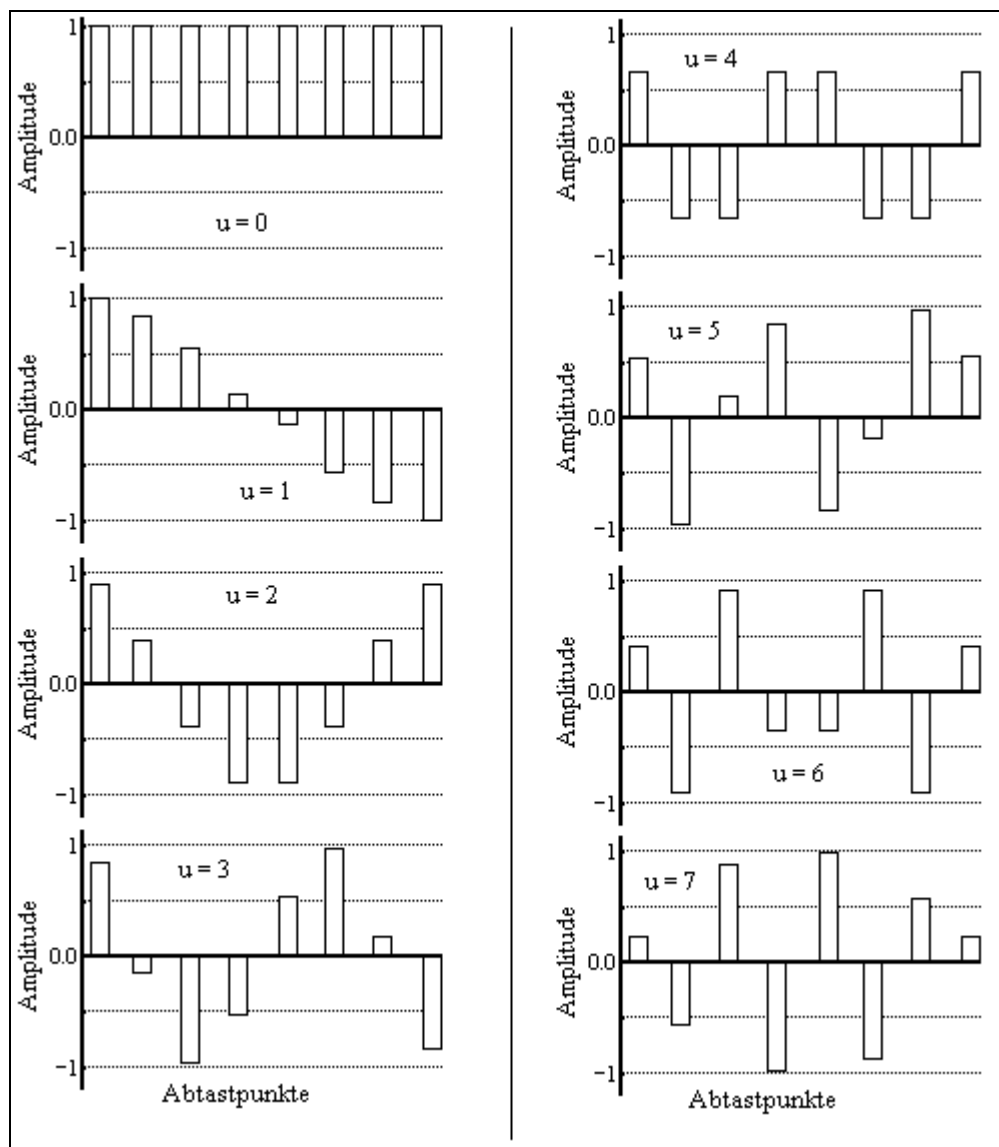 1
0.0
−1
Amplitude
u = 0
1
0.0
−1
Amplitude
u = 1
1
0.0
−1
Amplitude
u = 2
1
0.0
−1
Amplitude
u = 3
Abtastpunkte
1
0.0
−1
Amplitude
u = 4
1
0.0
−1
Amplitude
u = 5
1
0.0
−1
Amplitude
u = 6
1
0.0
−1
Amplitude
u = 7
Abtastpunkte